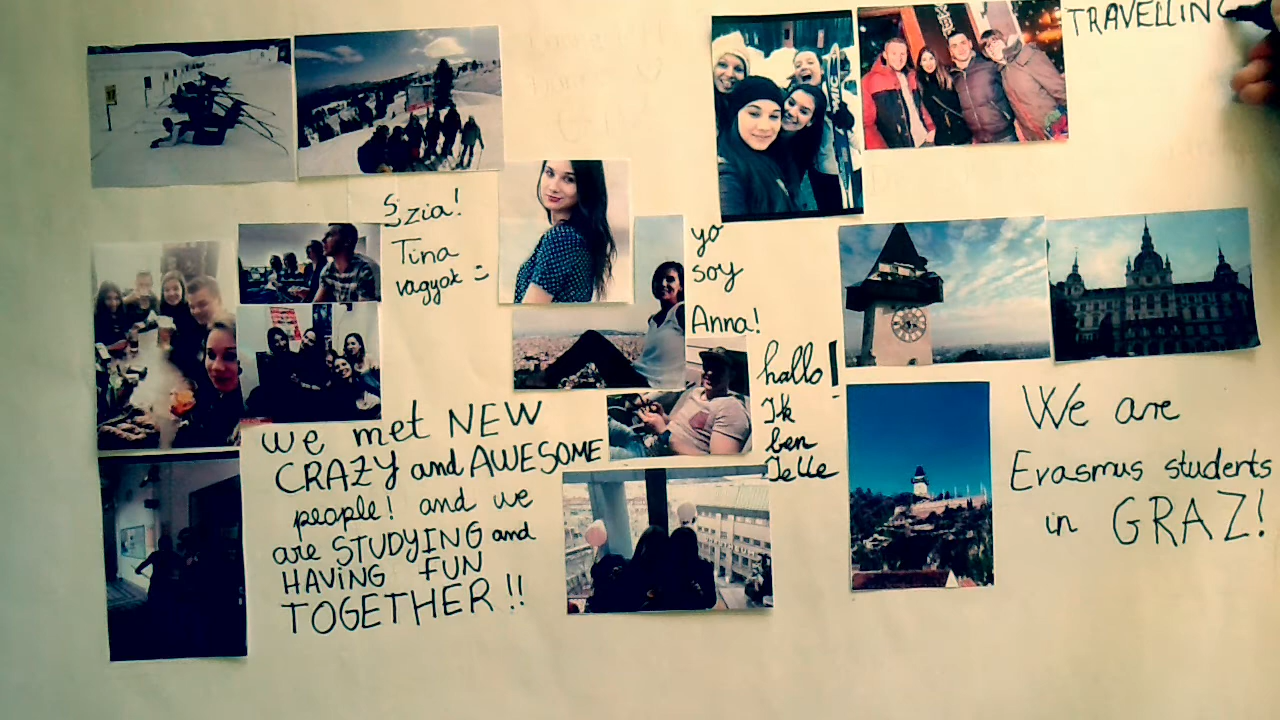 TRAVELLING
Szia!
Tina
vagyok
yo
soy
Anna!
hallo!
Ik
ben
Jelle
we met NEW
CRAZY and AWESOME
people! and we
are STUDYING and
HAVING FUN
TOGETHER!!
We are
Erasmus students
in GRAZ!